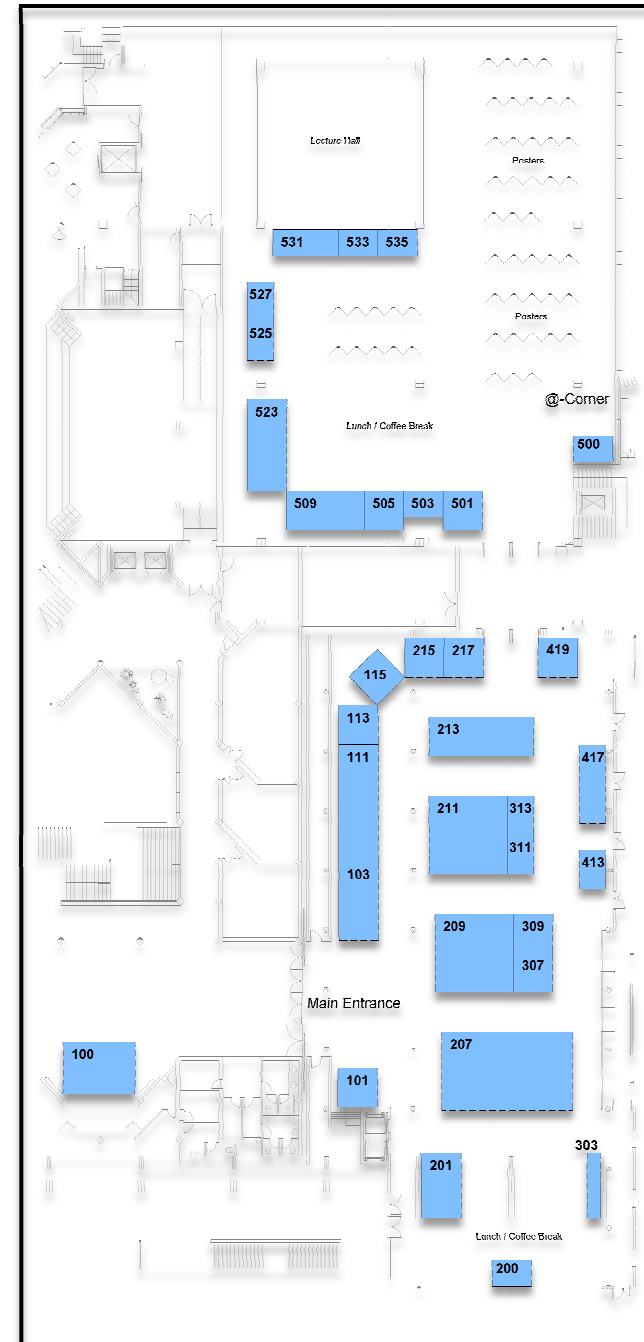 Lecture Hall
Posters
531 533 535
527
525
Posters
@-Corner
523
Lunch / Coffee Break
500
509 505 503 501
215 217 419
115
113
213
111
417
211 313
311
413
103
209 309
307
Main Entrance
207
100
101
303
201
Lunch / Coffee Break
200